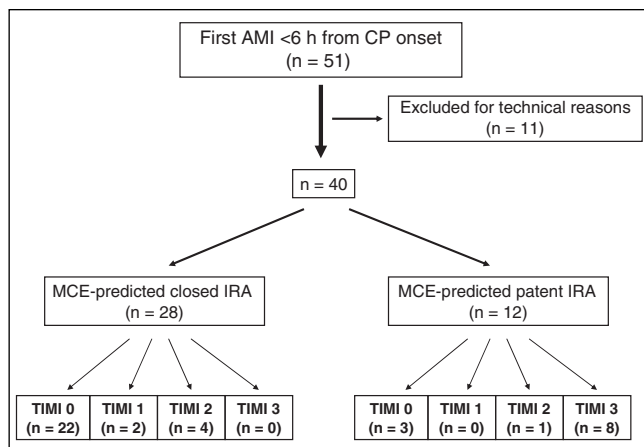 First AMI <6 h from CP onset
(n = 51)
Excluded for technical reasons
(n = 11)
n = 40
MCE-predicted closed IRA
(n = 28)
MCE-predicted patent IRA
(n = 12)
TIMI 0
(n = 22)
TIMI 1
(n = 2)
TIMI 2
(n = 4)
TIMI 3
(n = 0)
TIMI 0
(n = 3)
TIMI 1
(n = 0)
TIMI 2
(n = 1)
TIMI 3
(n = 8)